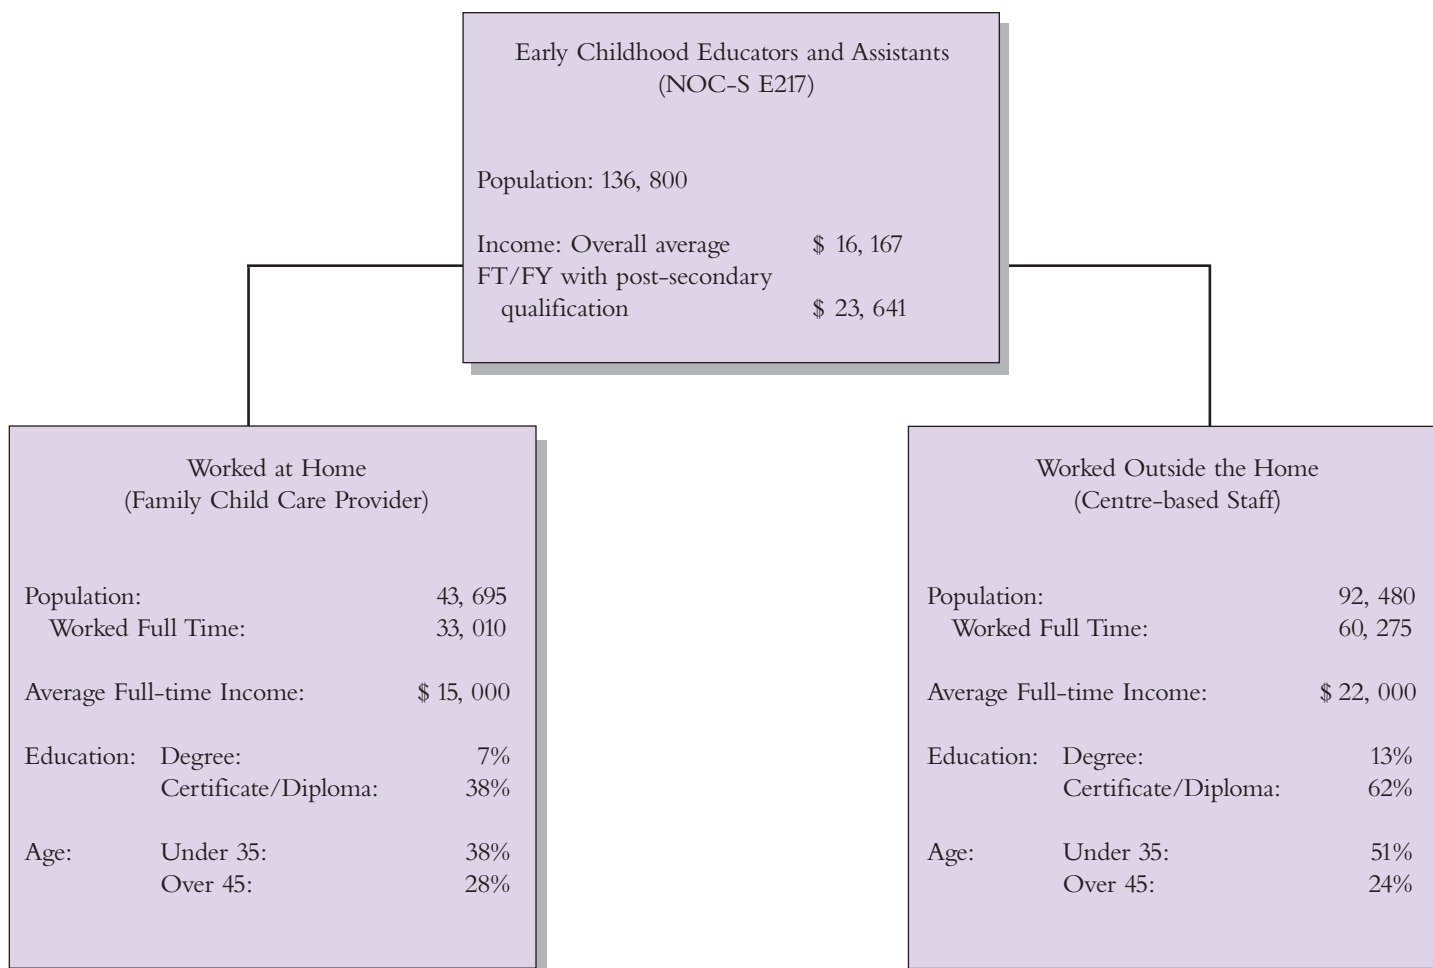 Early Childhood Educators and Assistants
(NOC-S E217)
Population: 136, 800
Income: Overall average $ 16, 167
FT/FY with post-secondary
qualification $ 23, 641
Worked at Home
(Family Child Care Provider)
Population: 43, 695
Worked Full Time: 33, 010
Average Full-time Income: $ 15, 000
Education: Degree: 7%
Certificate/Diploma: 38%
Age: Under 35: 38%
Over 45: 28%
Worked Outside the Home
(Centre-based Staff)
Population: 92, 480
Worked Full Time: 60, 275
Average Full-time Income: $ 22, 000
Education: Degree: 13%
Certificate/Diploma: 62%
Age: Under 35: 51%
Over 45: 24%